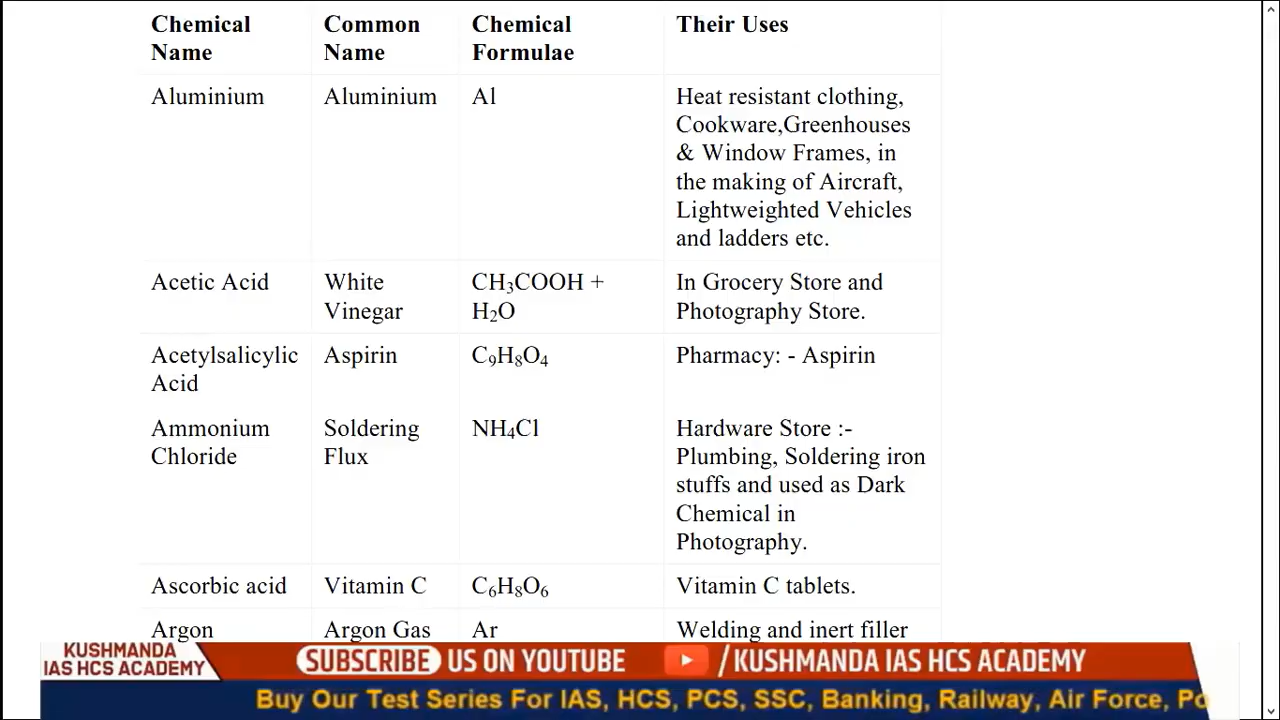 Chemical Name	Common Name	Chemical Formulae	Their Uses
Aluminium	Aluminium	Al	Heat resistant clothing,
Cookware,Greenhouses
& Window Frames, in
the making of Aircraft,
Lightweighted Vehicles
and ladders etc.
Acetic Acid	White Vinegar	CH₃COOH + H₂O	In Grocery Store and
Photography Store.
Acetylsalicylic Acid	Aspirin	C₉H₈O₄	Pharmacy: - Aspirin
Ammonium Chloride	Soldering Flux	NH₄Cl	Hardware Store :-
Plumbing, Soldering iron
stuffs and used as Dark
Chemical in
Photography.
Ascorbic acid	Vitamin C	C₆H₈O₆	Vitamin C tablets.
Argon	Argon Gas	Ar	Welding and inert filler
KUSHMANDA
IAS HCS ACADEMY
SUBSCRIBE US ON YOUTUBE /KUSHMANDA IAS HCS ACADEMY
Buy Our Test Series For IAS, HCS, PCS, SSC, Banking, Railway, Air Force, Po